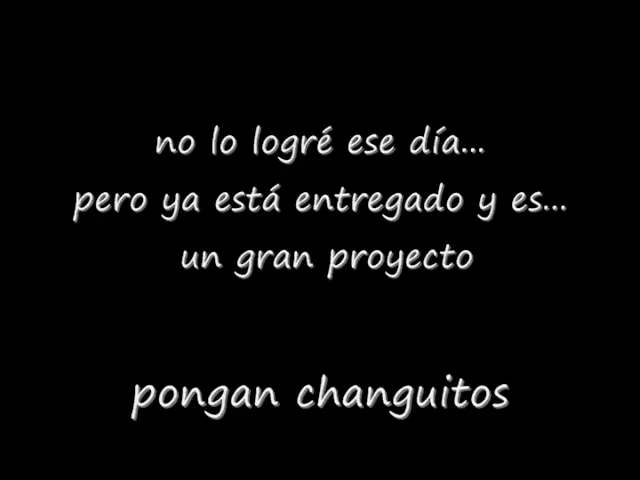 no lo logré ese día...
pero ya está entregado y es...
un gran proyecto
pongan changuitos